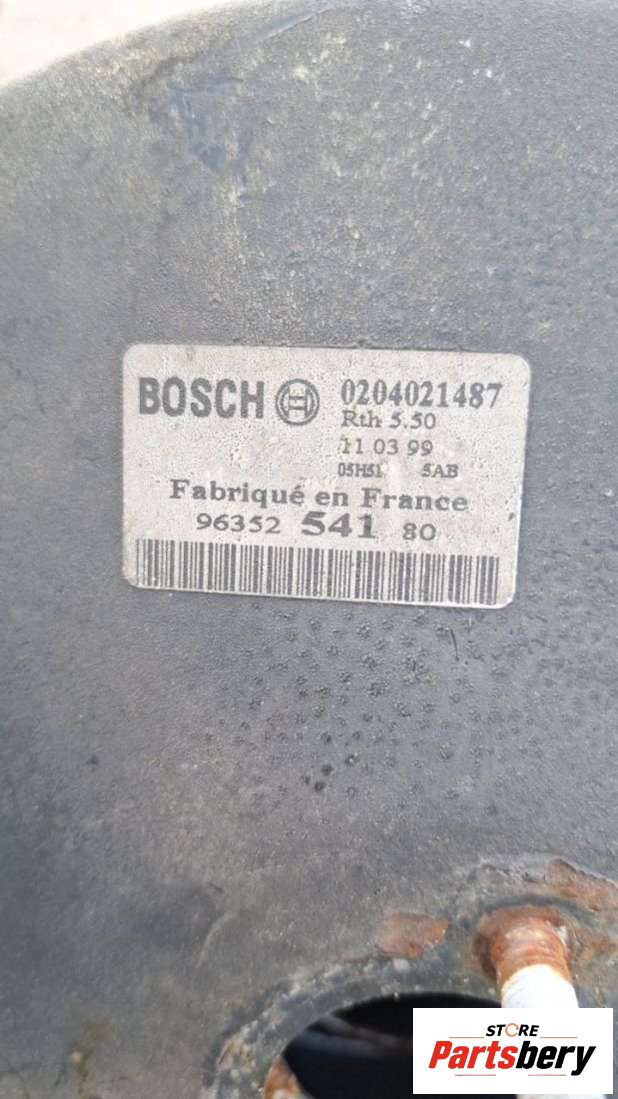 BOSCH 0204021487
Rth 5.50
11 03 99
05H51 5AB
Fabriqué en France
96352 541 80
STORE
Partsbery